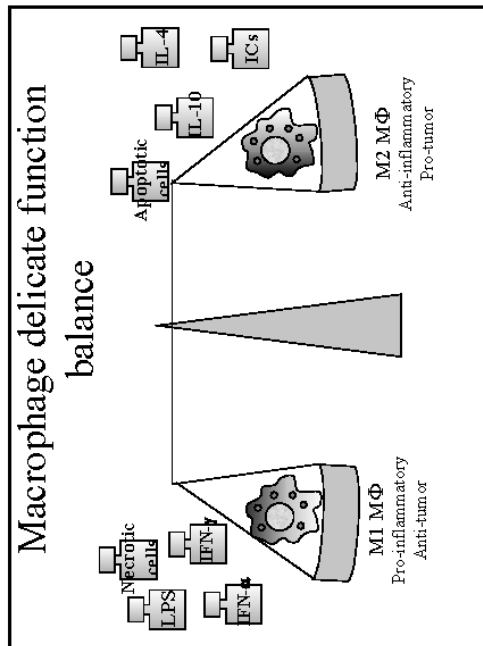 Macrophage delicate function
balance
Necrotic
cells
LPS
IFN-γ
IFN-α
Apoptotic
cells
IL-10
IL-4
ICs
M1 MΦ
Pro-inflammatory
Anti-tumor
M2 MΦ
Anti-inflammatory
Pro-tumor